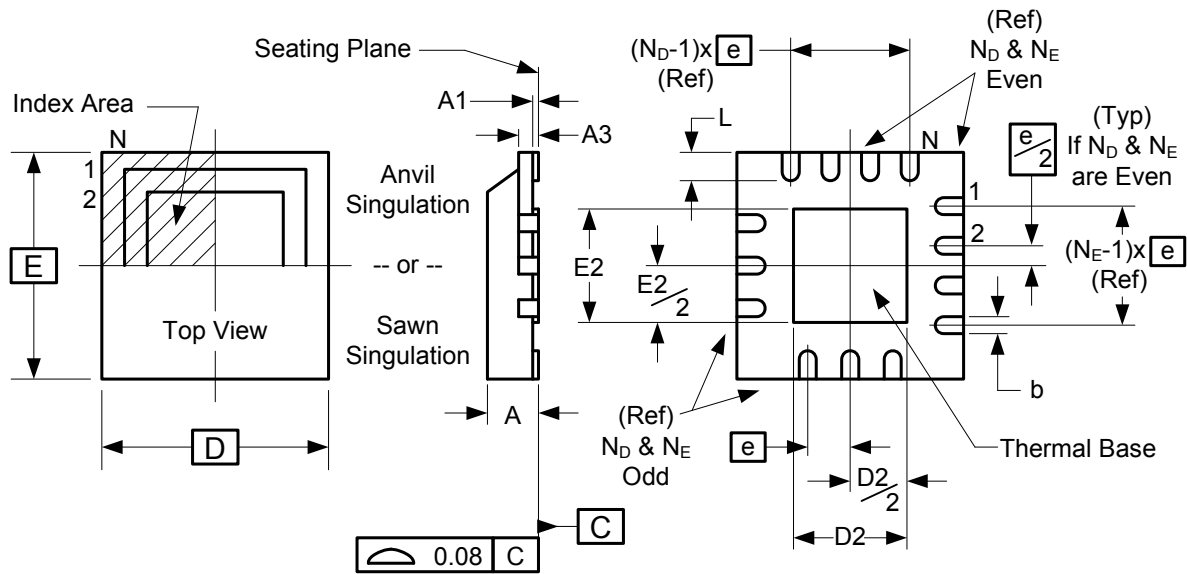 Seating Plane
Index Area
A1
A3
N
1
2
E
Top View
D
Anvil
Singulation
-- or --
Sawn
Singulation
A
C
0.08 C
(ND-1)x e
(Ref)
(Ref)
ND & NE
Even
L
N
e/2
(Typ)
If ND & NE
are Even
1
2
(NE-1)x e
(Ref)
E2
E2/2
b
(Ref)
ND & NE
Odd
e
Thermal Base
D2/2
D2